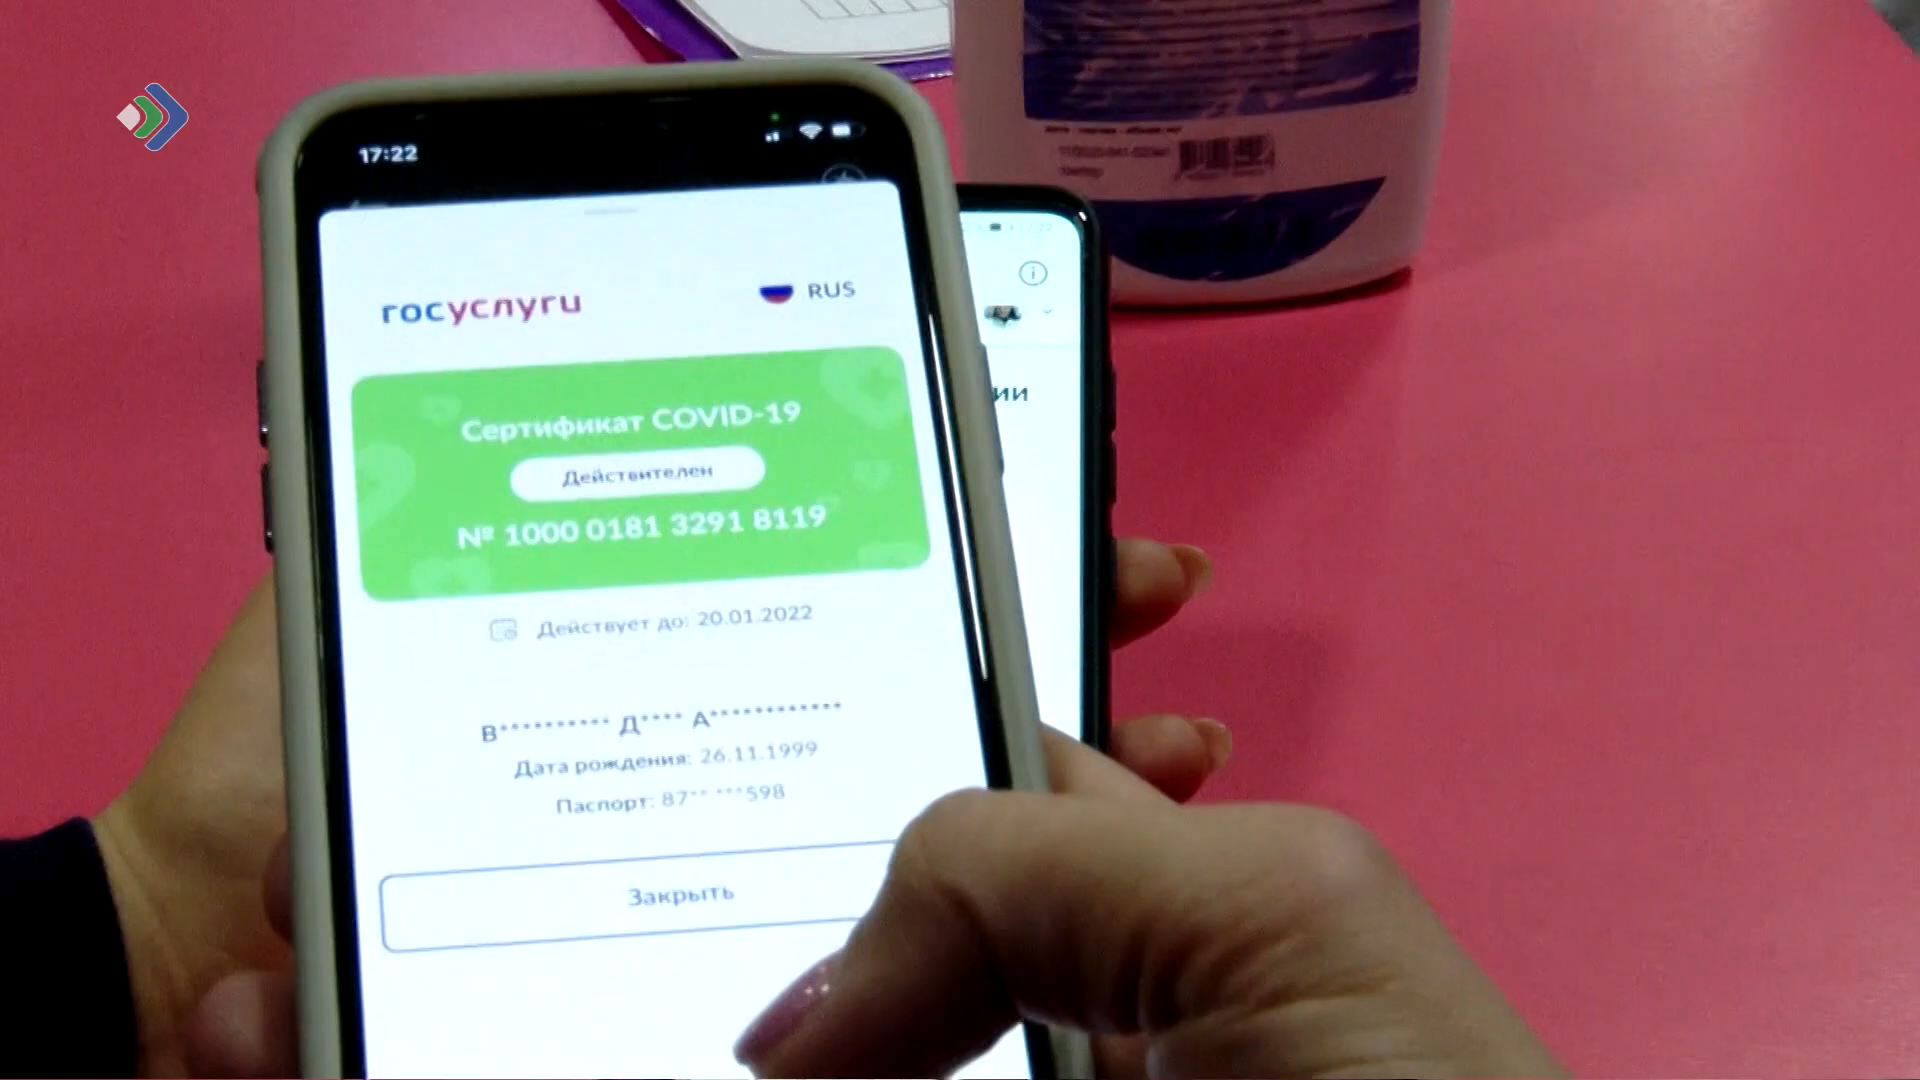 17:22
госуслуги
RUS
Сертификат COVID-19
Действителен
№ 1000 0181 3291 8119
Действует до: 20.01.2022
В********** Д**** А************
Дата рождения: 26.11.1999
Паспорт: 87** ***598
Закрыть
ии